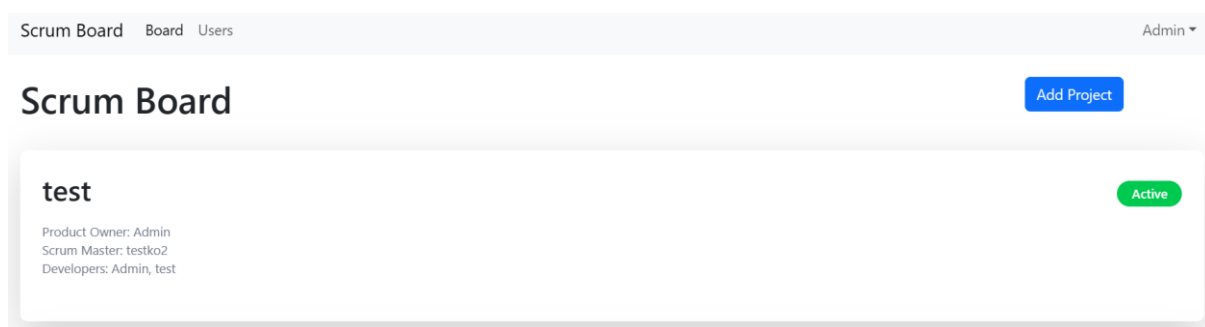 Scrum Board Board Users Admin
Scrum Board
Add Project
test
Active
Product Owner: Admin
Scrum Master: testko2
Developers: Admin, test